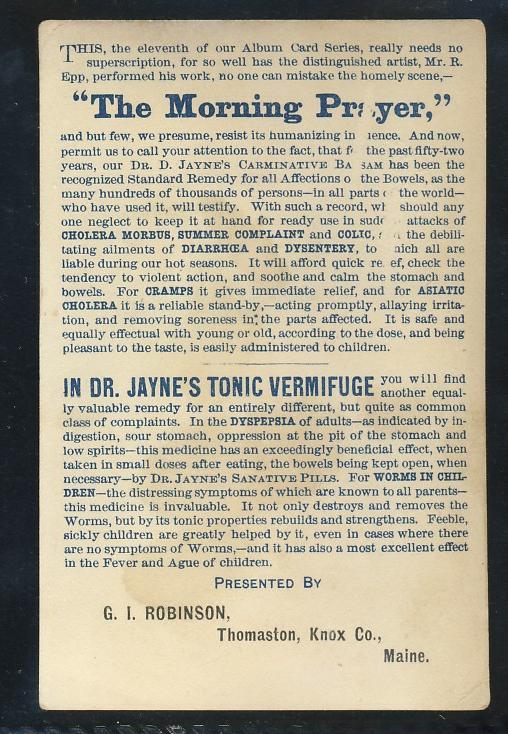 THIS, the eleventh of our Album Card Series, really needs no
superscription, for so well has the distinguished artist, Mr. R.
Epp, performed his work, no one can mistake the homely scene,—
“The Morning Pr yer,”
and but few, we presume, resist its humanizing in ience. And now,
permit us to call your attention to the fact, that f the past fifty-two
years, our DR. D. JAYNE'S CARMINATIVE BA SAM has been the
recognized Standard Remedy for all Affections o the Bowels, as the
many hundreds of thousands of persons—in all parts the world—
who have used it, will testify. With such a record, wh should any
one neglect to keep it at hand for ready use in sud attacks of
CHOLERA MORBUS, SUMMER COMPLAINT and COLIC, the debili-
tating ailments of DIARRHŒA and DYSENTERY, to hich all are
liable during our hot seasons. It will afford quick re ef, check the
tendency to violent action, and soothe and calm the stomach and
bowels. For CRAMPS it gives immediate relief, and for ASIATIC
CHOLERA it is a reliable stand-by,—acting promptly, allaying irrita-
tion, and removing soreness in the parts affected. It is safe and
equally effectual with young or old, according to the dose, and being
pleasant to the taste, is easily administered to children.
IN DR. JAYNE'S TONIC VERMIFUGE you will find
another equal-
ly valuable remedy for an entirely different, but quite as common
class of complaints. In the DYSPEPSIA of adults—as indicated by in-
digestion, sour stomach, oppression at the pit of the stomach and
low spirits—this medicine has an exceedingly beneficial effect, when
taken in small doses after eating, the bowels being kept open, when
necessary—by DR. JAYNE'S SANATIVE PILLS. For WORMS IN CHIL-
DREN—the distressing symptoms of which are known to all parents—
this medicine is invaluable. It not only destroys and removes the
Worms, but by its tonic properties rebuilds and strengthens. Feeble,
sickly children are greatly helped by it, even in cases where there
are no symptoms of Worms,—and it has also a most excellent effect
in the Fever and Ague of children.
PRESENTED BY
G. I. ROBINSON,
Thomaston, Knox Co.,
Maine.